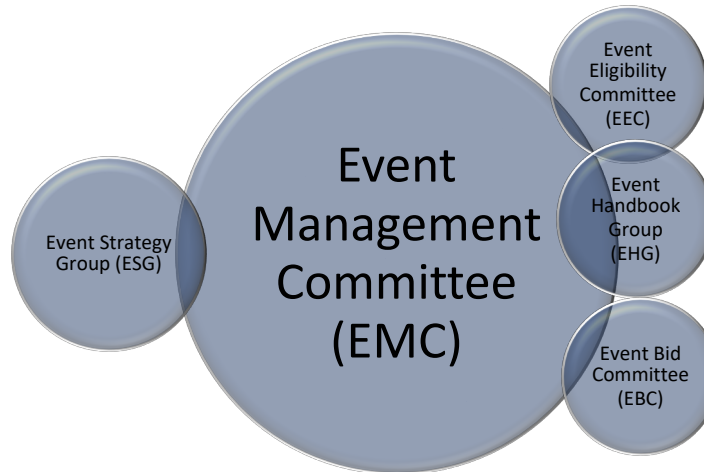 Event Strategy
Group (ESG)
Event
Management
Committee
(EMC)
Event
Eligibility
Committee
(EEC)
Event
Handbook
Group
(EHG)
Event Bid
Committee
(EBC)